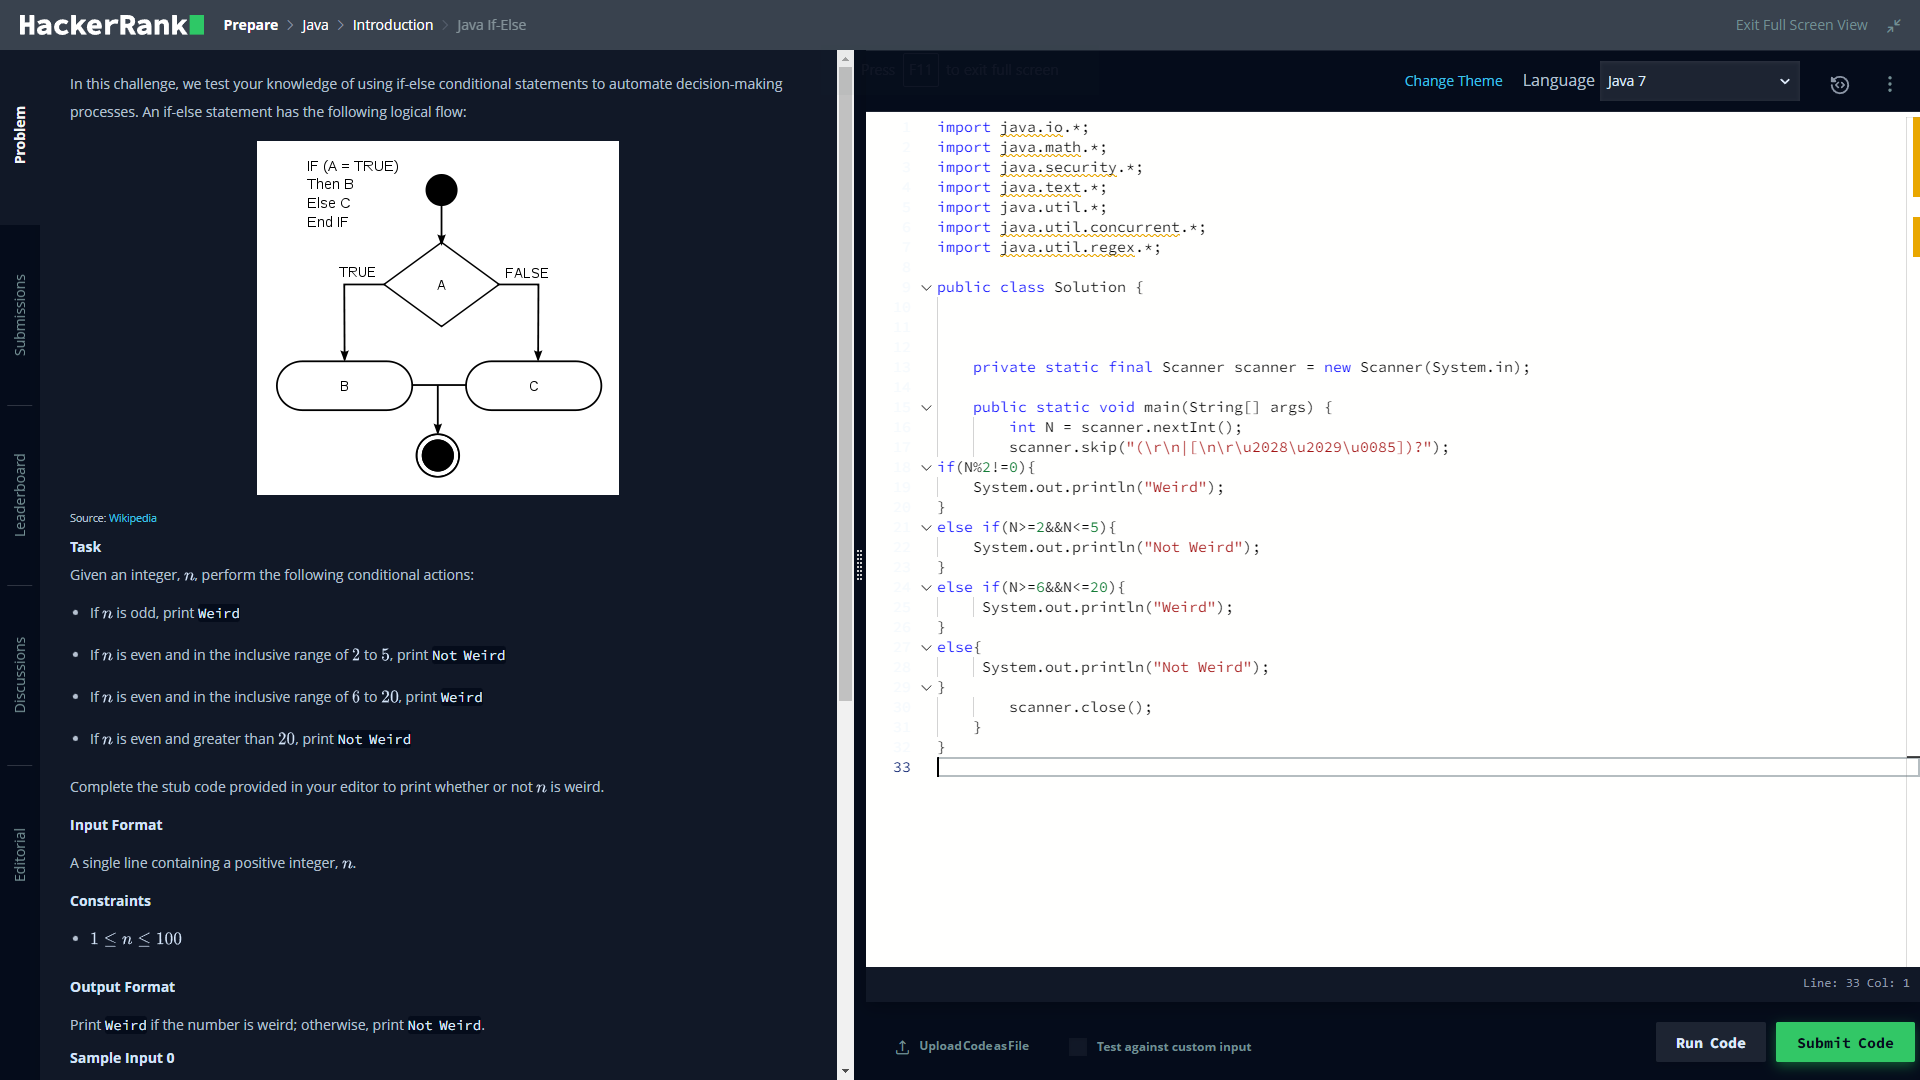 HackerRank
Prepare > Java > Introduction > Java If-Else
Exit Full Screen View
Problem
Submissions
Leaderboard
Discussions
Editorial
In this challenge, we test your knowledge of using if-else conditional statements to automate decision-making
processes. An if-else statement has the following logical flow:
IF (A = TRUE)
Then B
Else C
End IF
TRUE
FALSE
A
B
C
Source: Wikipedia
Task
Given an integer, n, perform the following conditional actions:
• If n is odd, print Weird
• If n is even and in the inclusive range of 2 to 5, print Not Weird
• If n is even and in the inclusive range of 6 to 20, print Weird
• If n is even and greater than 20, print Not Weird
Complete the stub code provided in your editor to print whether or not n is weird.
Input Format
A single line containing a positive integer, n.
Constraints
• 1 ≤ n ≤ 100
Output Format
Print Weird if the number is weird; otherwise, print Not Weird.
Sample Input 0
Press F11 to exit full screen
Change Theme
Language
Java 7
1 import java.io.*;
2 import java.math.*;
3 import java.security.*;
4 import java.text.*;
5 import java.util.*;
6 import java.util.concurrent.*;
7 import java.util.regex.*;
8
9 public class Solution {
10
11
12
13     private static final Scanner scanner = new Scanner(System.in);
14
15     public static void main(String[] args) {
16         int N = scanner.nextInt();
17         scanner.skip("(\r\n|[\n\r\u2028\u2029\u0085])?");
18 if(N%2!=0){
19     System.out.println("Weird");
20 }
21 else if(N>=2&&N<=5){
22     System.out.println("Not Weird");
23 }
24 else if(N>=6&&N<=20){
25      System.out.println("Weird");
26 }
27 else{
28      System.out.println("Not Weird");
29 }
30         scanner.close();
31     }
32 }
33
Line: 33 Col: 1
Upload Code as File
Test against custom input
Run Code
Submit Code